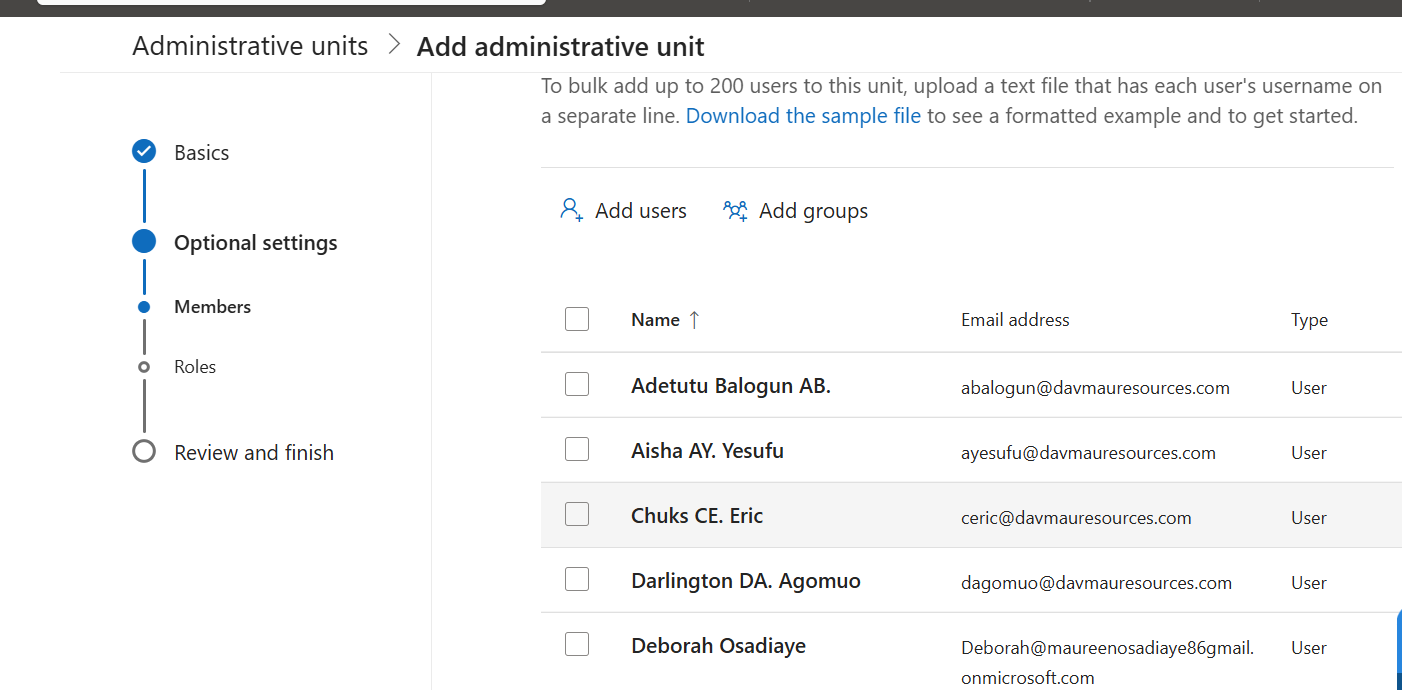 Administrative units > Add administrative unit
To bulk add up to 200 users to this unit, upload a text file that has each user's username on
a separate line. Download the sample file to see a formatted example and to get started.
Basics
Optional settings
Members
Roles
Review and finish
Add users Add groups
Name ↑ Email address Type
Adetutu Balogun AB. abalogun@davmauresources.com User
Aisha AY. Yesufu ayesufu@davmauresources.com User
Chuks CE. Eric ceric@davmauresources.com User
Darlington DA. Agomuo dagomuo@davmauresources.com User
Deborah Osadiaye Deborah@maureenosadiaye86gmail. User
onmicrosoft.com